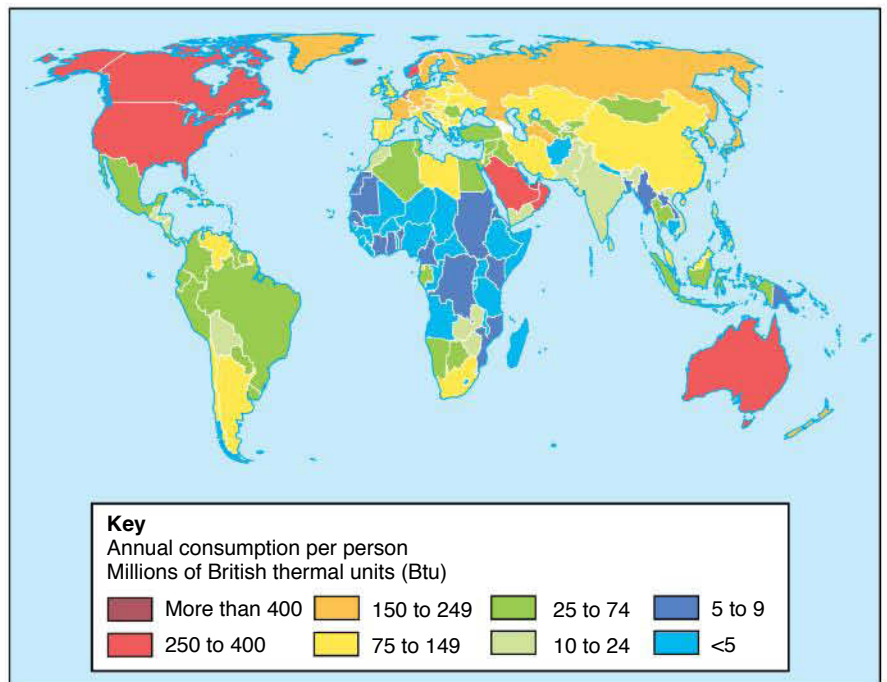 Key
Annual consumption per person
Millions of British thermal units (Btu)
More than 400 150 to 249 25 to 74 5 to 9
250 to 400 75 to 149 10 to 24 <5